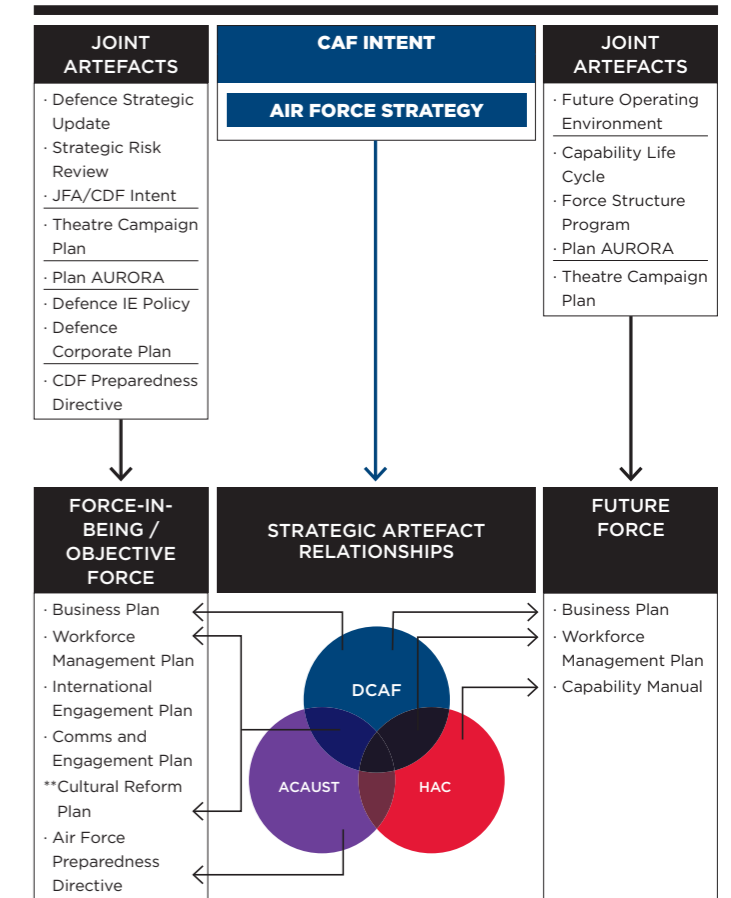 JOINT
ARTEFACTS
· Defence Strategic
Update
· Strategic Risk
Review
· JFA/CDF Intent
· Theatre Campaign
Plan
· Plan AURORA
· Defence IE Policy
· Defence
Corporate Plan
· CDF Preparedness
Directive
CAF INTENT
AIR FORCE STRATEGY
JOINT
ARTEFACTS
· Future Operating
Environment
· Capability Life
Cycle
· Force Structure
Program
· Plan AURORA
· Theatre Campaign
Plan
FORCE-IN-
BEING /
OBJECTIVE
FORCE
· Business Plan
· Workforce
Management Plan
· International
Engagement Plan
· Comms and
Engagement Plan
**Cultural Reform
Plan
· Air Force
Preparedness
Directive
STRATEGIC ARTEFACT
RELATIONSHIPS
DCAF
ACAUST
HAC
FUTURE
FORCE
· Business Plan
· Workforce
Management Plan
· Capability Manual